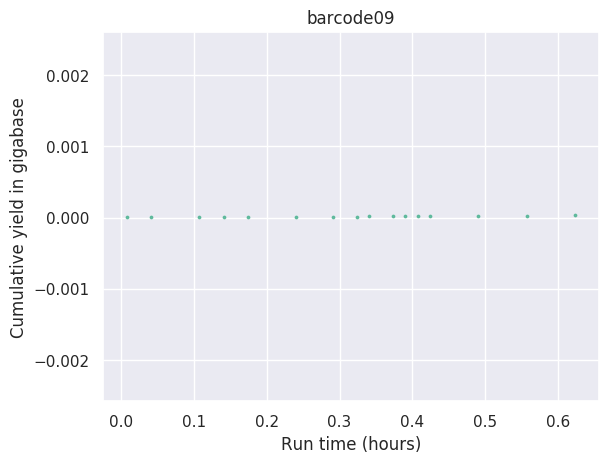 barcode09
Cumulative yield in gigabase
0.002
0.001
0.000
−0.001
−0.002
0.0 0.1 0.2 0.3 0.4 0.5 0.6
Run time (hours)